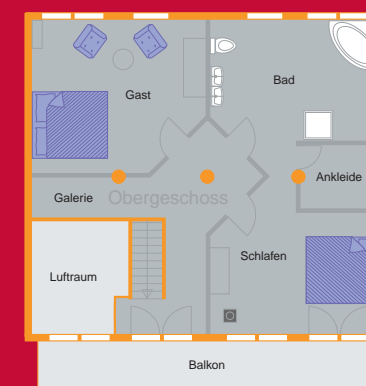 Gast
Bad
Ankleide
Galerie
Obergeschoss
Schlafen
Luftraum
Balkon